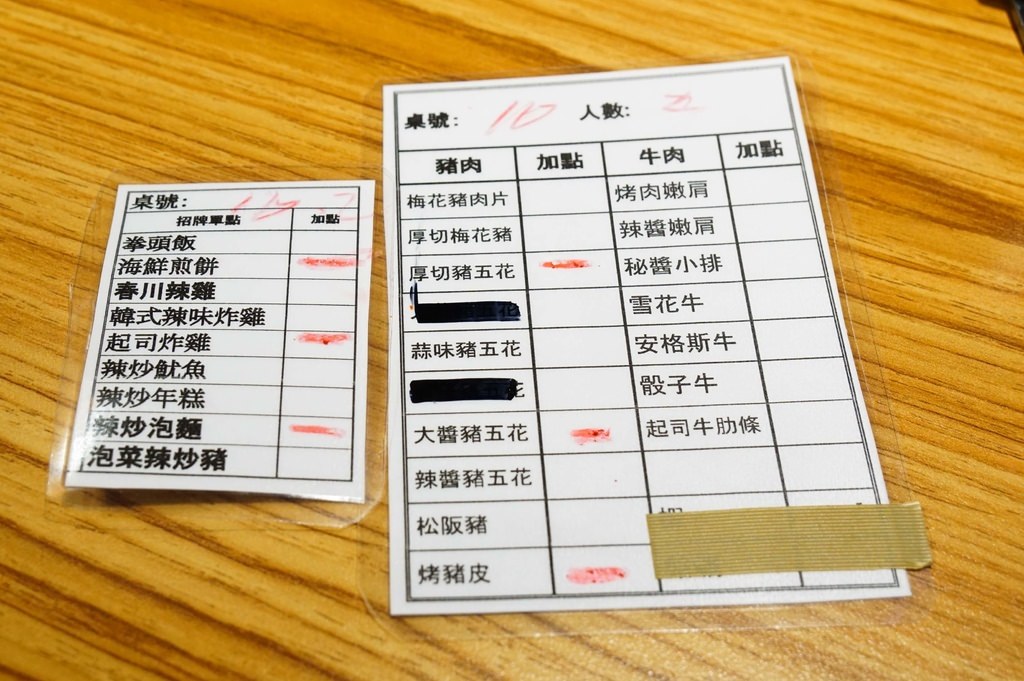 桌號:
招牌單點 加點
拳頭飯
海鮮煎餅
春川辣雞
韓式辣味炸雞
起司炸雞
辣炒魷魚
辣炒年糕
辣炒泡麵
泡菜辣炒豬
桌號: 10 人數: 2
豬肉 加點 牛肉 加點
梅花豬肉片 烤肉嫩肩
厚切梅花豬 辣醬嫩肩
厚切豬五花 秘醬小排
雪花牛
蒜味豬五花 安格斯牛
骰子牛
大醬豬五花 起司牛肋條
辣醬豬五花
松阪豬
烤豬皮